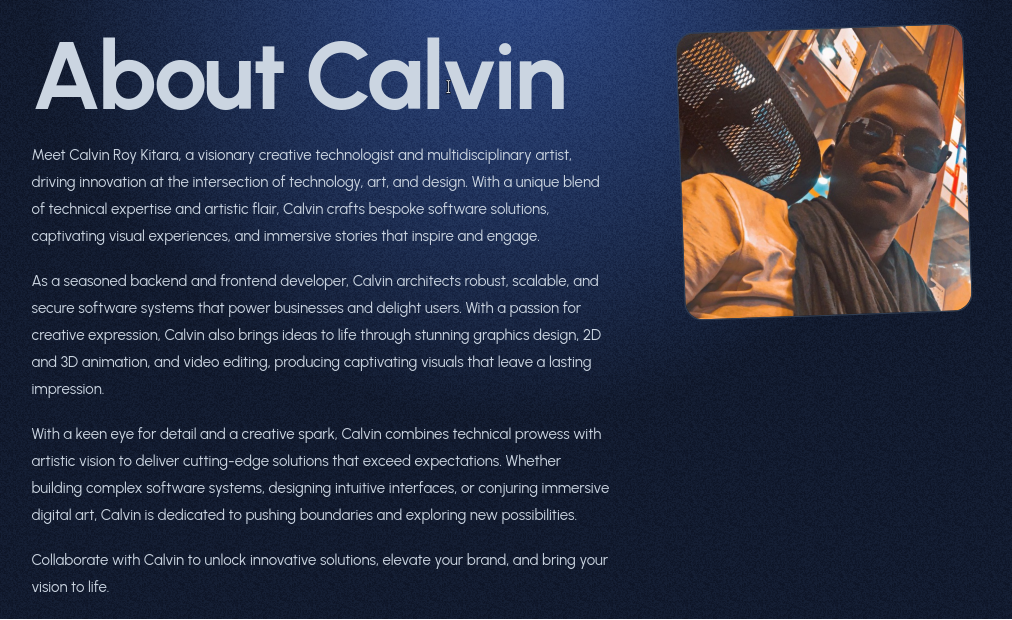 About Calvin
Meet Calvin Roy Kitara, a visionary creative technologist and multidisciplinary artist,
driving innovation at the intersection of technology, art, and design. With a unique blend
of technical expertise and artistic flair, Calvin crafts bespoke software solutions,
captivating visual experiences, and immersive stories that inspire and engage.
As a seasoned backend and frontend developer, Calvin architects robust, scalable, and
secure software systems that power businesses and delight users. With a passion for
creative expression, Calvin also brings ideas to life through stunning graphics design, 2D
and 3D animation, and video editing, producing captivating visuals that leave a lasting
impression.
With a keen eye for detail and a creative spark, Calvin combines technical prowess with
artistic vision to deliver cutting-edge solutions that exceed expectations. Whether
building complex software systems, designing intuitive interfaces, or conjuring immersive
digital art, Calvin is dedicated to pushing boundaries and exploring new possibilities.
Collaborate with Calvin to unlock innovative solutions, elevate your brand, and bring your
vision to life.